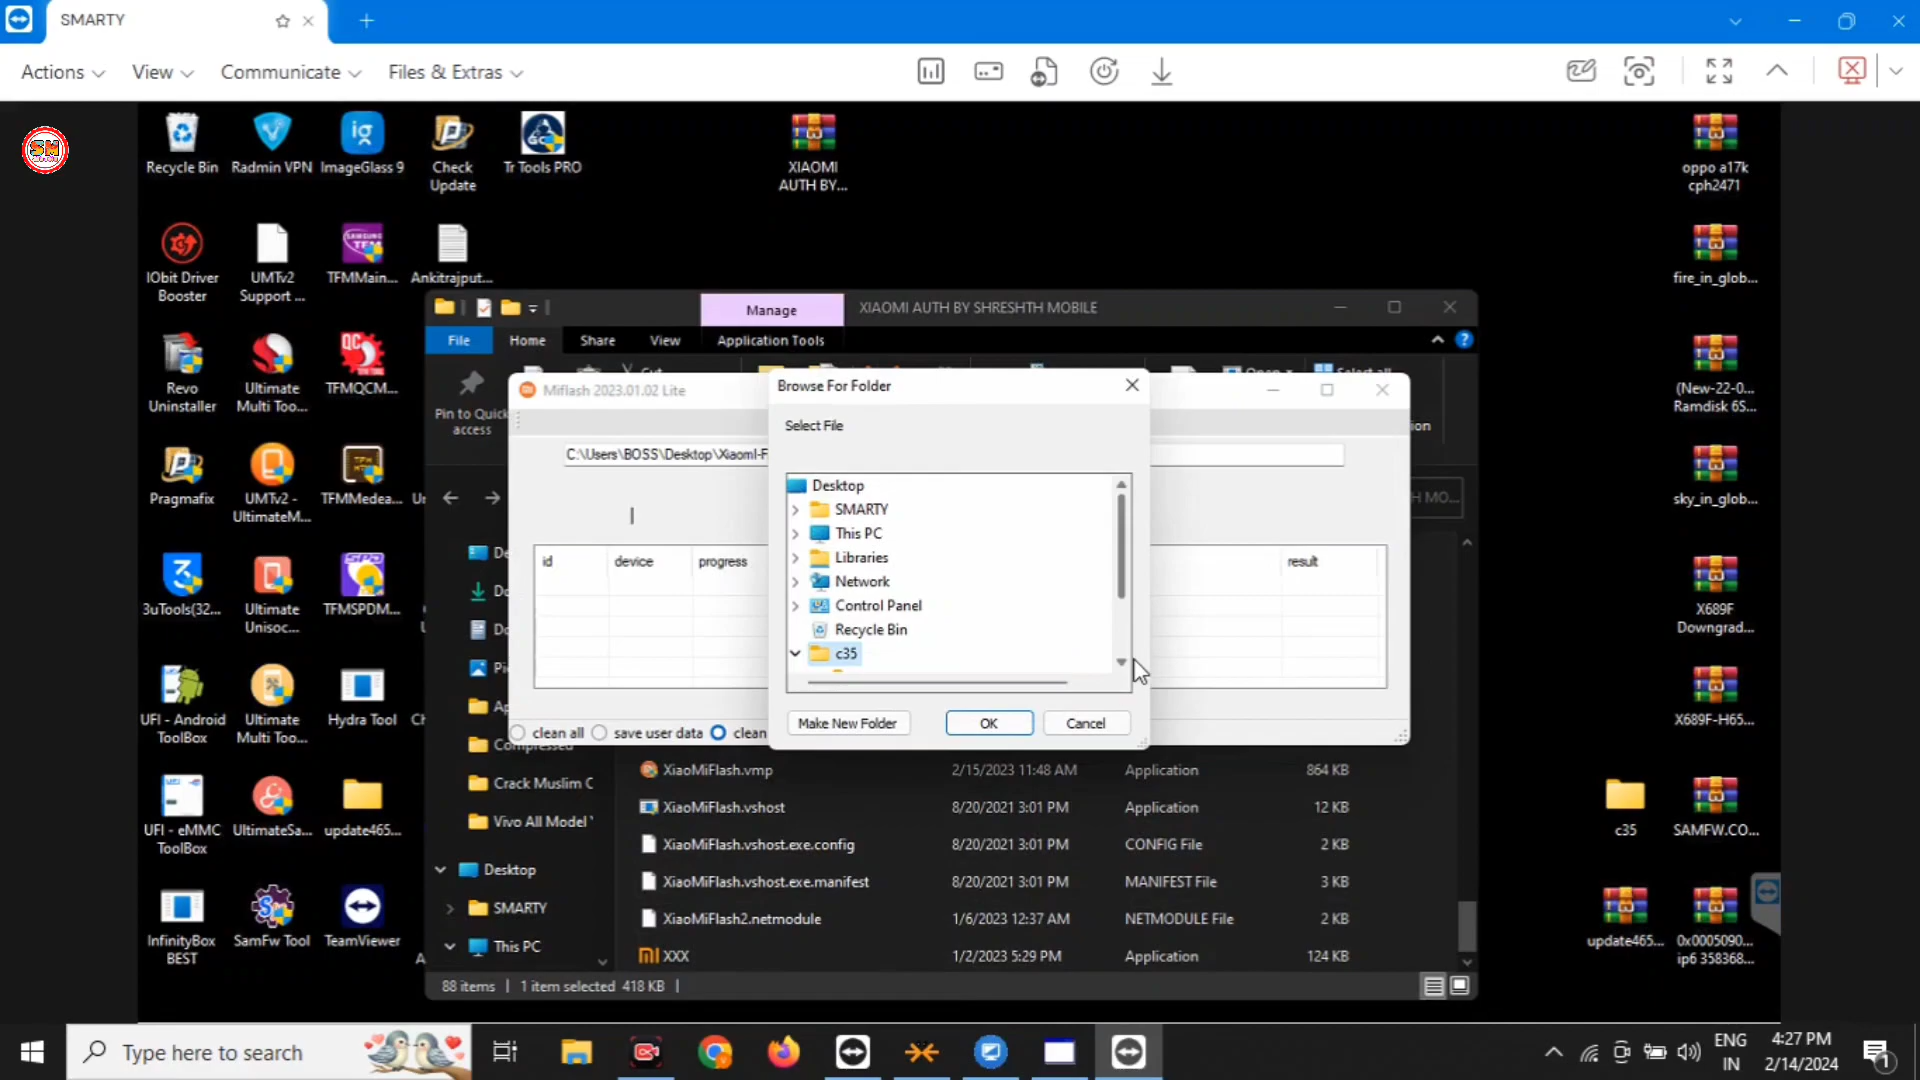 SMARTY
Actions
View
Communicate
Files & Extras
SM
Recycle Bin
Radmin VPN
ImageGlass 9
Check
Update
Tr Tools PRO
XIAOMI
AUTH BY...
oppo a17k
cph2471
IObit Driver
Booster
UMTv2
Support ...
TFMMain...
Ankitrajput...
fire_in_glob...
Manage
XIAOMI AUTH BY SHRESHTH MOBILE
File
Home
Share
View
Application Tools
Revo
Uninstaller
Ultimate
Multi Too...
TFMQCM...
Pin to Quick
access
Miflash 2023.01.02 Lite
Browse For Folder
Select File
C:\Users\BOSS\Desktop\XiaomI-F
(New-22-0...
Ramdisk 6S...
Pragmafix
UMTv2 -
UltimateM...
TFMMedea...
Desktop
SMARTY
This PC
Libraries
Network
Control Panel
Recycle Bin
c35
H MO...
sky_in_glob...
id
device
progress
result
3uTools(32...
Ultimate
Unisoc...
TFMSPDM...
X689F
Downgrad...
UFI - Android
ToolBox
Ultimate
Multi Too...
Hydra Tool
X689F-H65...
clean all
save user data
clean
Make New Folder
OK
Cancel
Compressed
Crack Muslim C
Vivo All Model
XiaoMiFlash.vmp 2/15/2023 11:48 AM Application 864 KB
XiaoMiFlash.vshost 8/20/2021 3:01 PM Application 12 KB
XiaoMiFlash.vshost.exe.config 8/20/2021 3:01 PM CONFIG File 2 KB
XiaoMiFlash.vshost.exe.manifest 8/20/2021 3:01 PM MANIFEST File 3 KB
XiaoMiFlash2.netmodule 1/6/2023 12:37 AM NETMODULE File 2 KB
XXX 1/2/2023 5:29 PM Application 124 KB
UFI - eMMC
ToolBox
UltimateSa...
update465...
c35
SAMFW.CO...
Desktop
SMARTY
This PC
InfinityBox
BEST
SamFw Tool
TeamViewer
update465...
0x0005090...
ip6 358368...
88 items
1 item selected 418 KB
Type here to search
ENG
IN
4:27 PM
2/14/2024
1